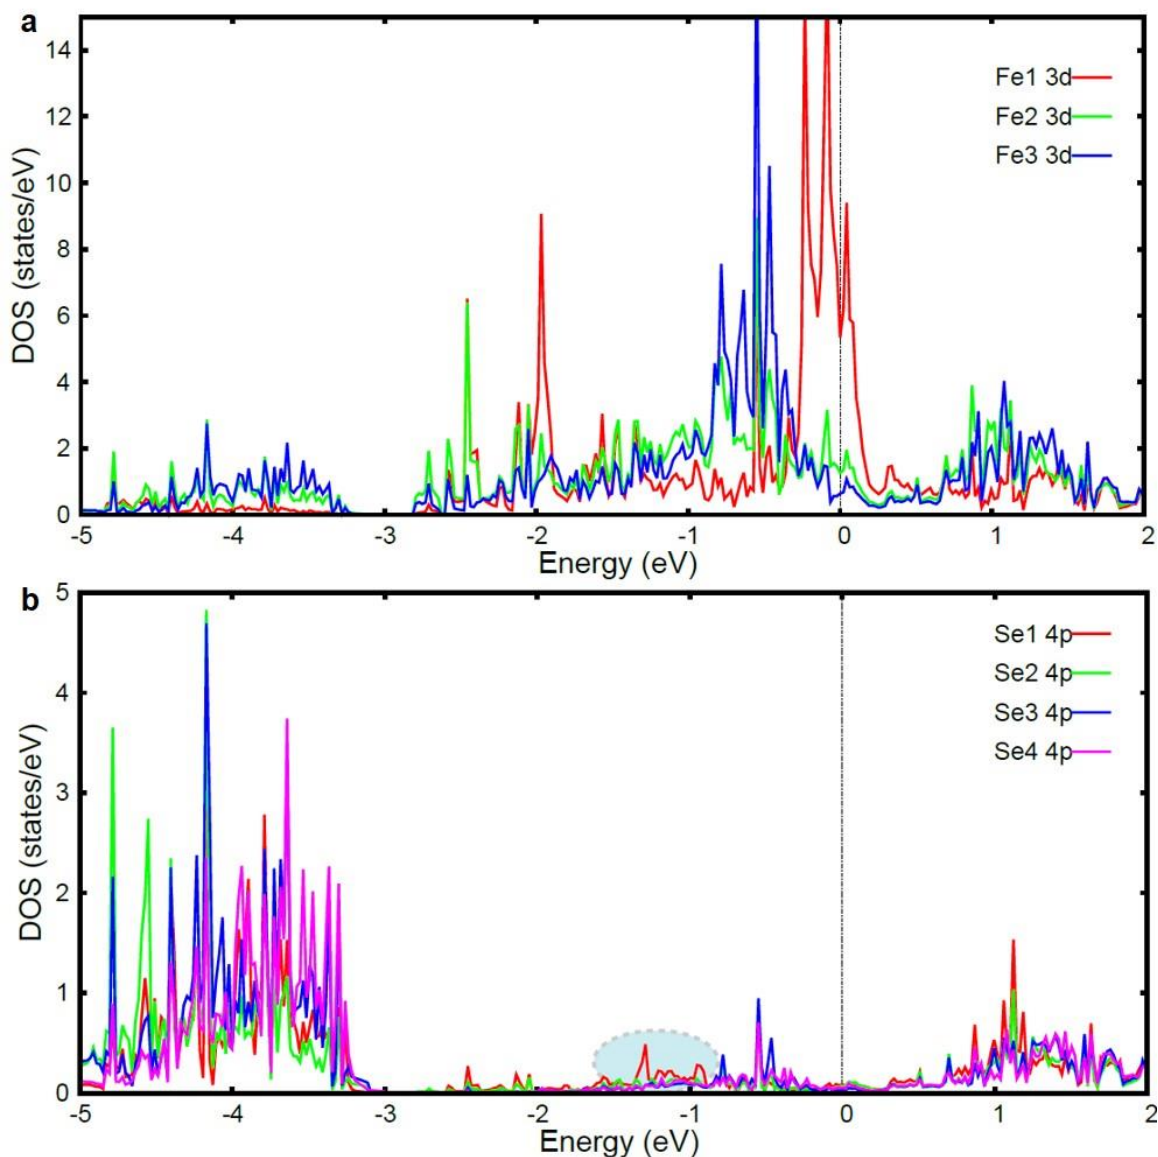 a
14
12
10
8
6
4
2
0
DOS (states/eV)
Fe1 3d
Fe2 3d
Fe3 3d
-5 -4 -3 -2 -1 0 1 2
Energy (eV)
b
5
4
3
2
1
0
DOS (states/eV)
Se1 4p
Se2 4p
Se3 4p
Se4 4p
-5 -4 -3 -2 -1 0 1 2
Energy (eV)